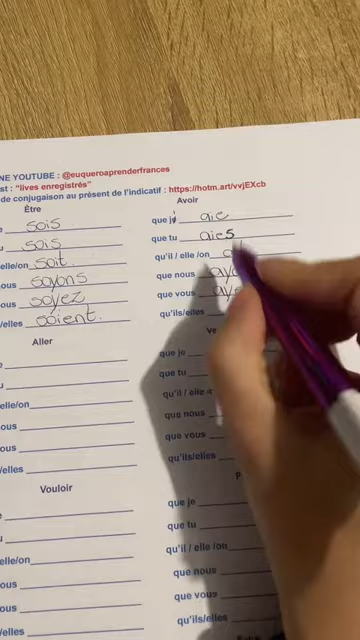 NE YOUTUBE : @euqueroaprenderfrances
st : "lives enregistrés"
de conjugaison au présent de l'indicatif : https://hotm.art/vvjEXcb
Être
sois
sois
elle/on soit
ous soyons
ous soyez
/elles soient.
Avoir
que j' aie
que tu aies
qu'il / elle /on
que nous
que vous
qu'ils/elles
Aller
elle/on
ous
ous
/elles
que je
que tu
qu'il / elle
que nous
que vous
qu'ils/elles
Vouloir
elle/on
ous
ous
/elles
que je
que tu
qu'il / elle /on
que nous
que vous
qu'ils/elles